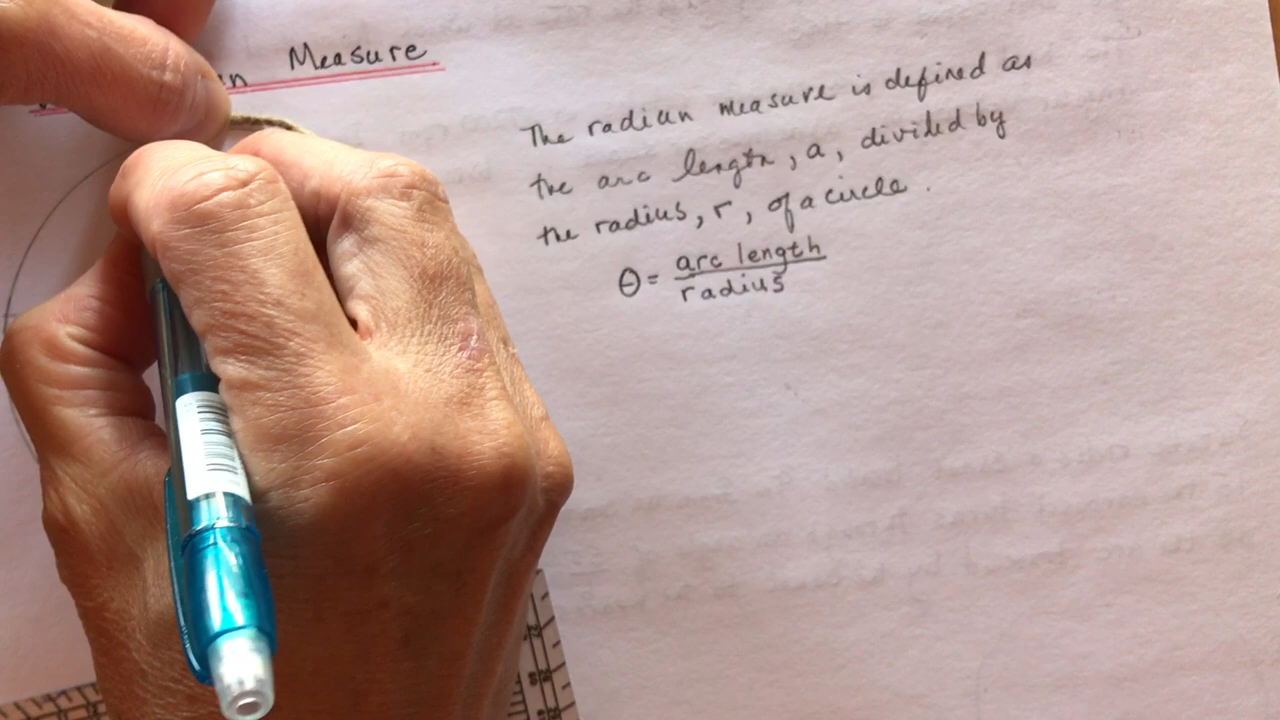 Measure
The radian measure is defined as
the arc length, a, divided by
the radius, r, of a circle.
θ = arc length
radius